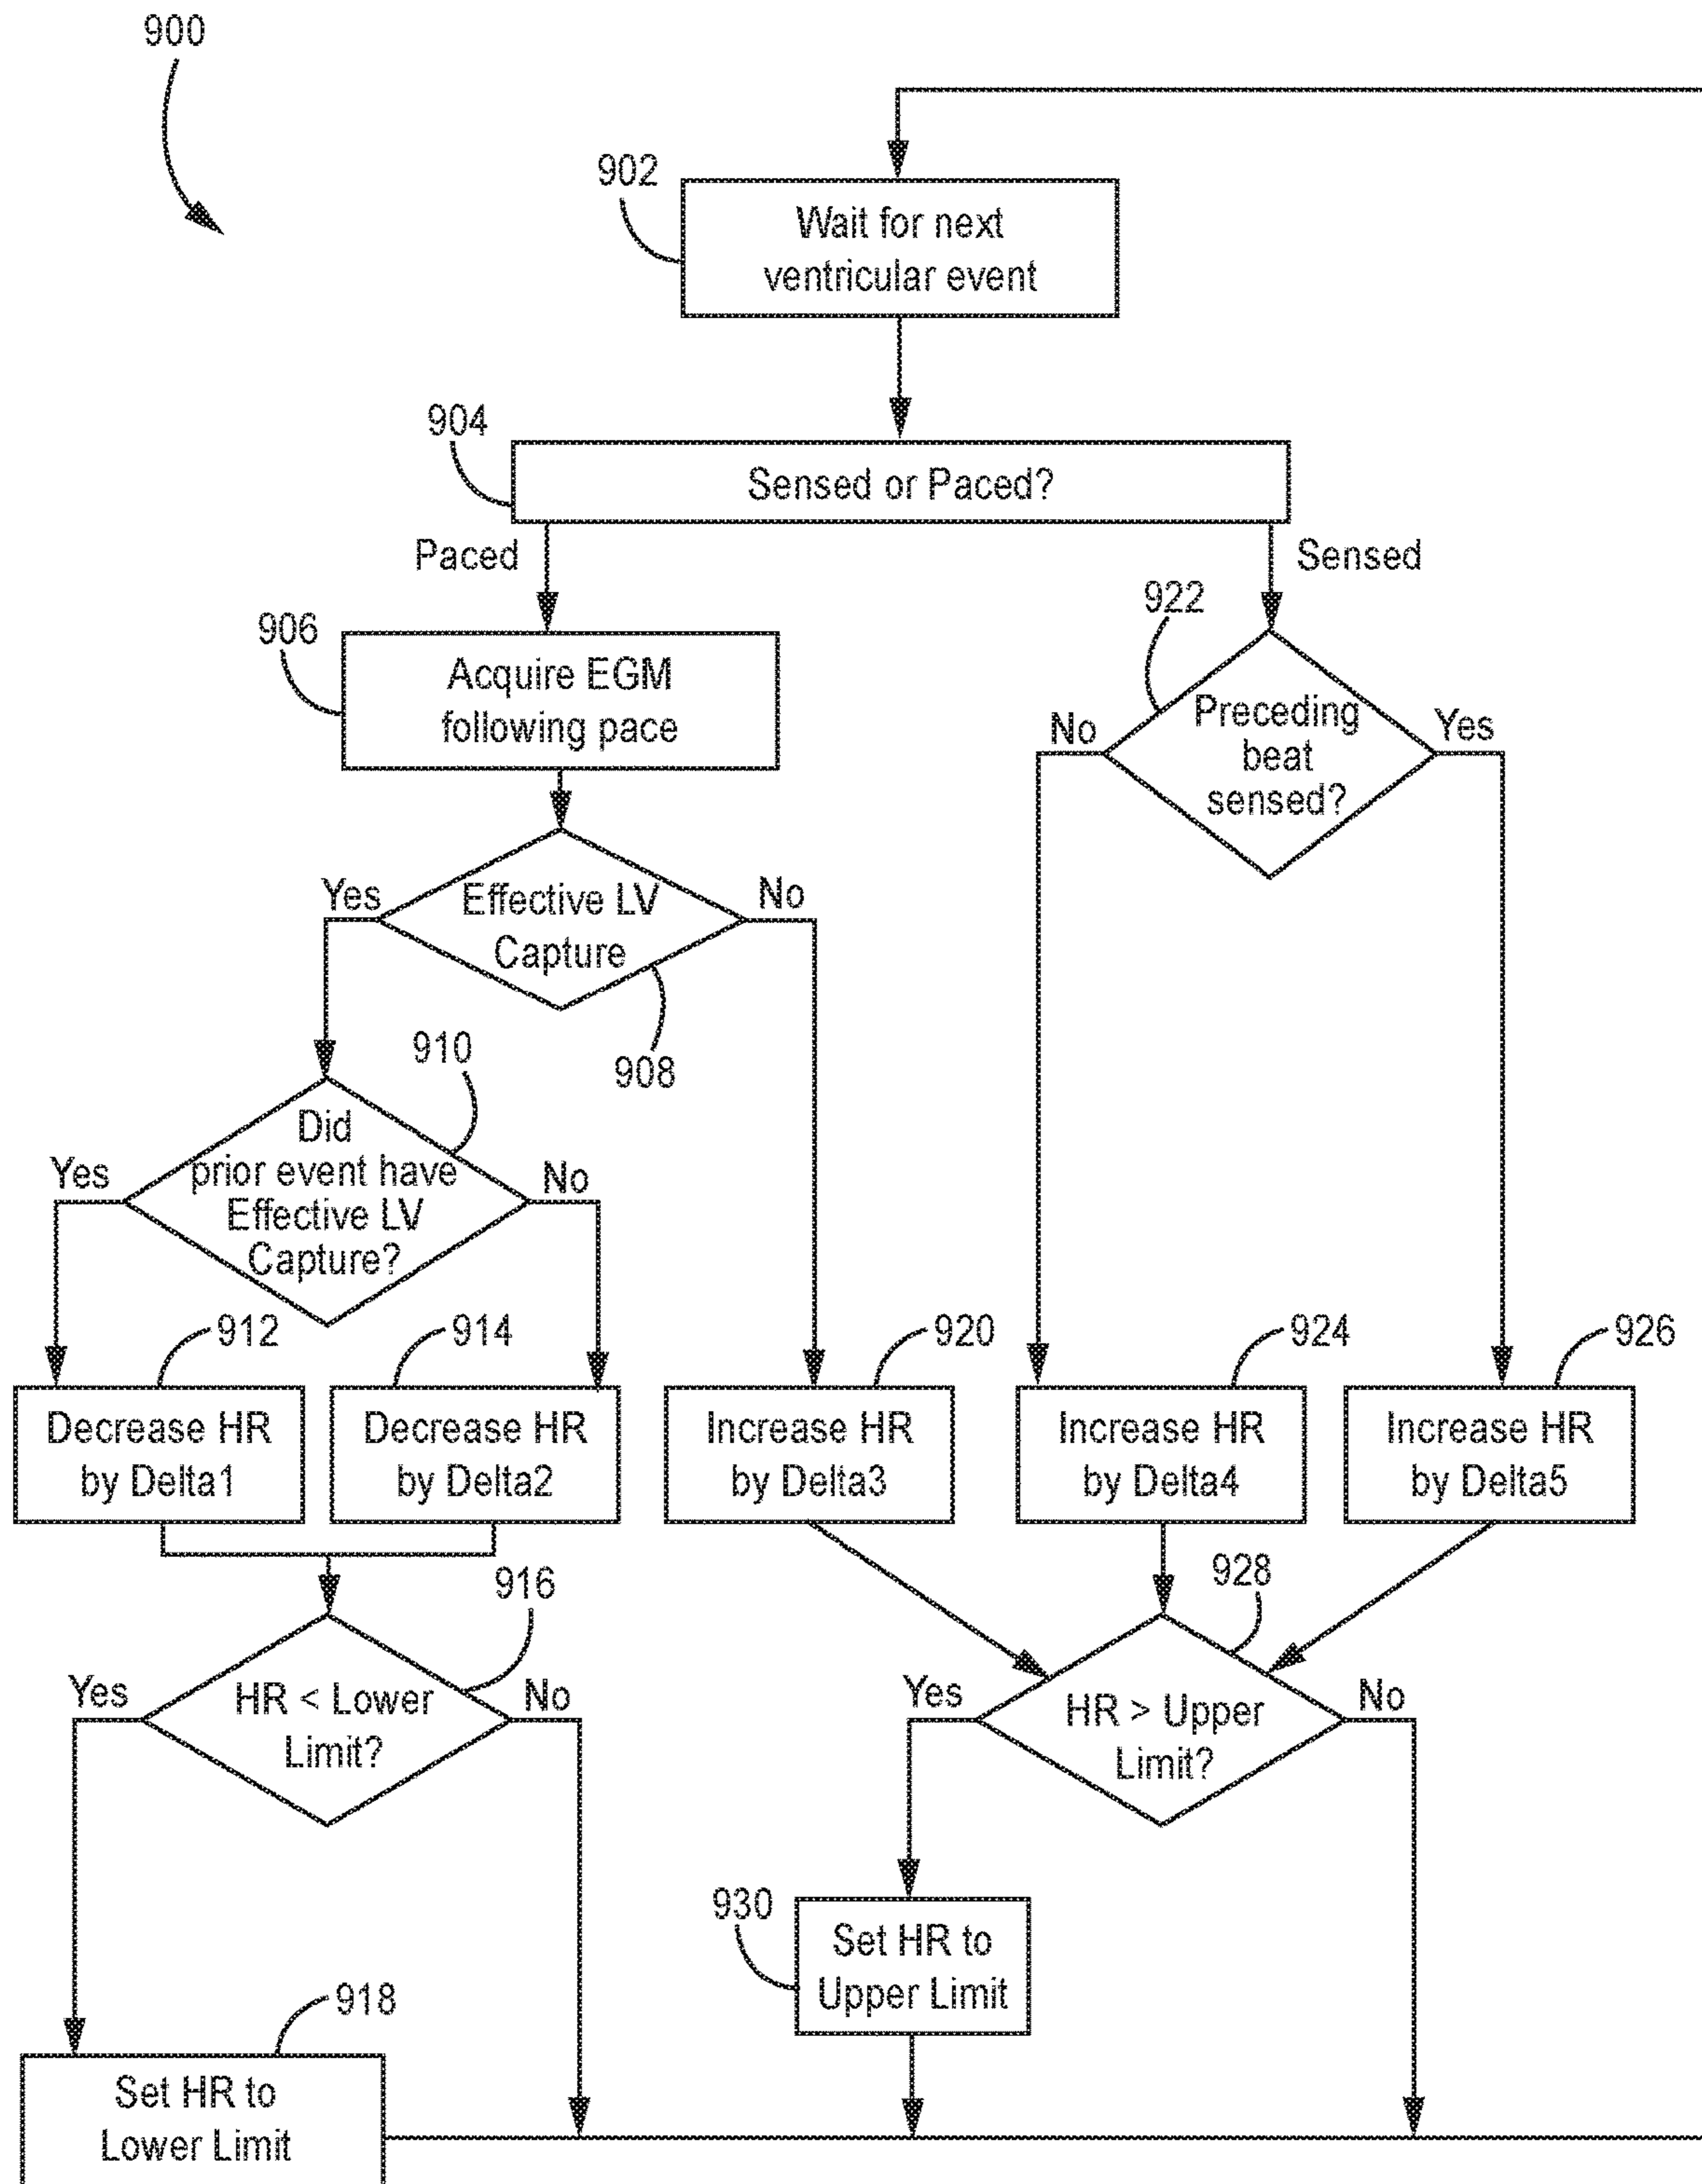 900
902
Wait for next
ventricular event
904
Sensed or Paced?
Paced
Sensed
906
Acquire EGM
following pace
922
Preceding
beat
sensed?
No
Yes
Effective LV
Capture
Yes
No
908
910
Did
prior event have
Effective LV
Capture?
Yes
No
912
914
920
924
926
Decrease HR
by Delta1
Decrease HR
by Delta2
Increase HR
by Delta3
Increase HR
by Delta4
Increase HR
by Delta5
916
HR < Lower
Limit?
Yes
No
928
HR > Upper
Limit?
Yes
No
930
Set HR to
Upper Limit
918
Set HR to
Lower Limit